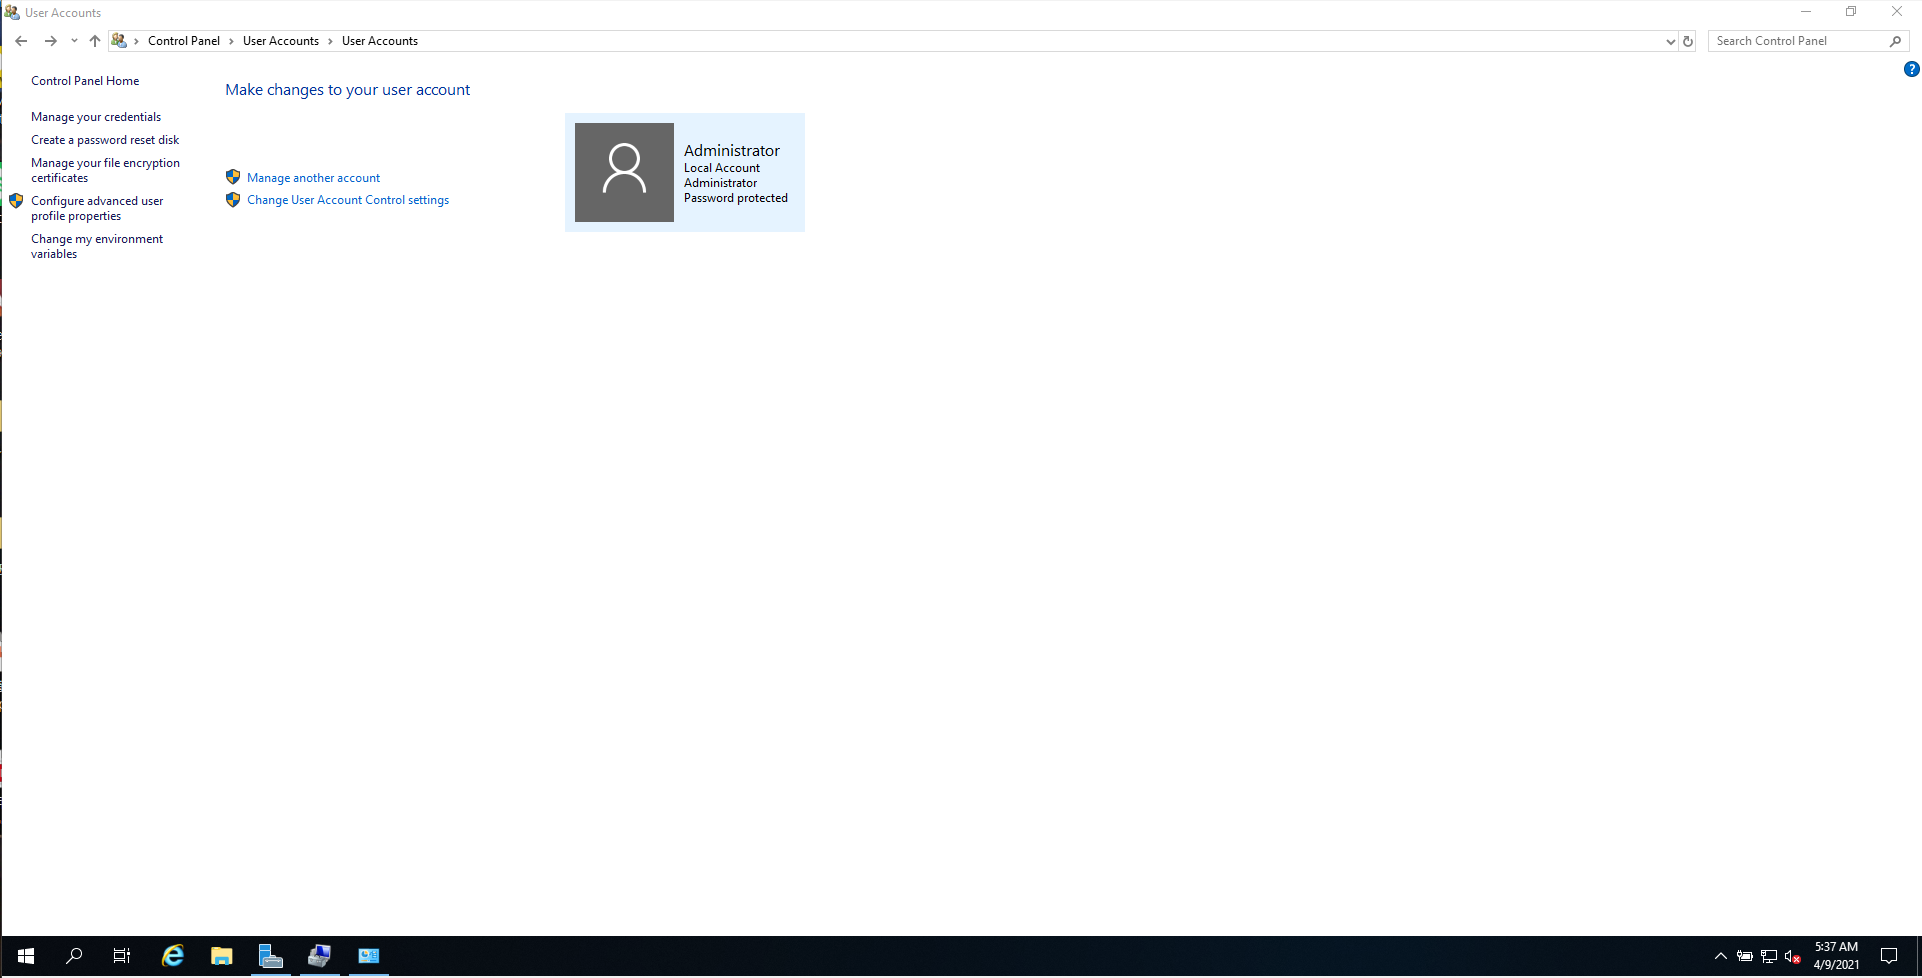 User Accounts
Control Panel
User Accounts
User Accounts
Search Control Panel
Control Panel Home
Manage your credentials
Create a password reset disk
Manage your file encryption
certificates
Configure advanced user
profile properties
Change my environment
variables
Make changes to your user account
Manage another account
Change User Account Control settings
Administrator
Local Account
Administrator
Password protected
5:37 AM
4/9/2021